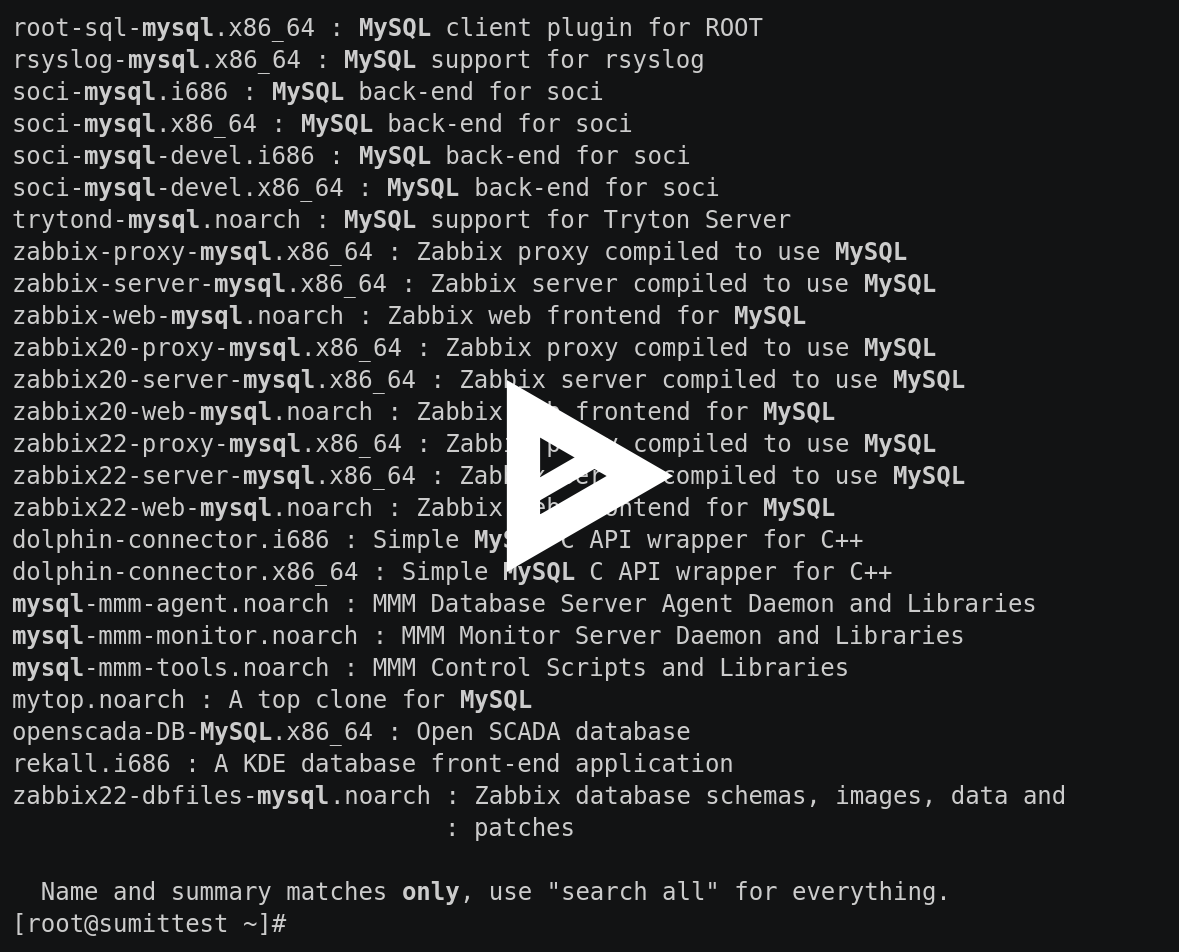 root-sql-mysql.x86_64 : MySQL client plugin for ROOT
rsyslog-mysql.x86_64 : MySQL support for rsyslog
soci-mysql.i686 : MySQL back-end for soci
soci-mysql.x86_64 : MySQL back-end for soci
soci-mysql-devel.i686 : MySQL back-end for soci
soci-mysql-devel.x86_64 : MySQL back-end for soci
trytond-mysql.noarch : MySQL support for Tryton Server
zabbix-proxy-mysql.x86_64 : Zabbix proxy compiled to use MySQL
zabbix-server-mysql.x86_64 : Zabbix server compiled to use MySQL
zabbix-web-mysql.noarch : Zabbix web frontend for MySQL
zabbix20-proxy-mysql.x86_64 : Zabbix proxy compiled to use MySQL
zabbix20-server-mysql.x86_64 : Zabbix server compiled to use MySQL
zabbix20-web-mysql.noarch : Zabbix frontend for MySQL
zabbix22-proxy-mysql.x86_64 : Zabbix proxy compiled to use MySQL
zabbix22-server-mysql.x86_64 : Zabbix server compiled to use MySQL
zabbix22-web-mysql.noarch : Zabbix web frontend for MySQL
dolphin-connector.i686 : Simple MySQL C API wrapper for C++
dolphin-connector.x86_64 : Simple MySQL C API wrapper for C++
mysql-mmm-agent.noarch : MMM Database Server Agent Daemon and Libraries
mysql-mmm-monitor.noarch : MMM Monitor Server Daemon and Libraries
mysql-mmm-tools.noarch : MMM Control Scripts and Libraries
mytop.noarch : A top clone for MySQL
openscada-DB-MySQL.x86_64 : Open SCADA database
rekall.i686 : A KDE database front-end application
zabbix22-dbfiles-mysql.noarch : Zabbix database schemas, images, data and
: patches
Name and summary matches only, use "search all" for everything.
[root@sumittest ~]#